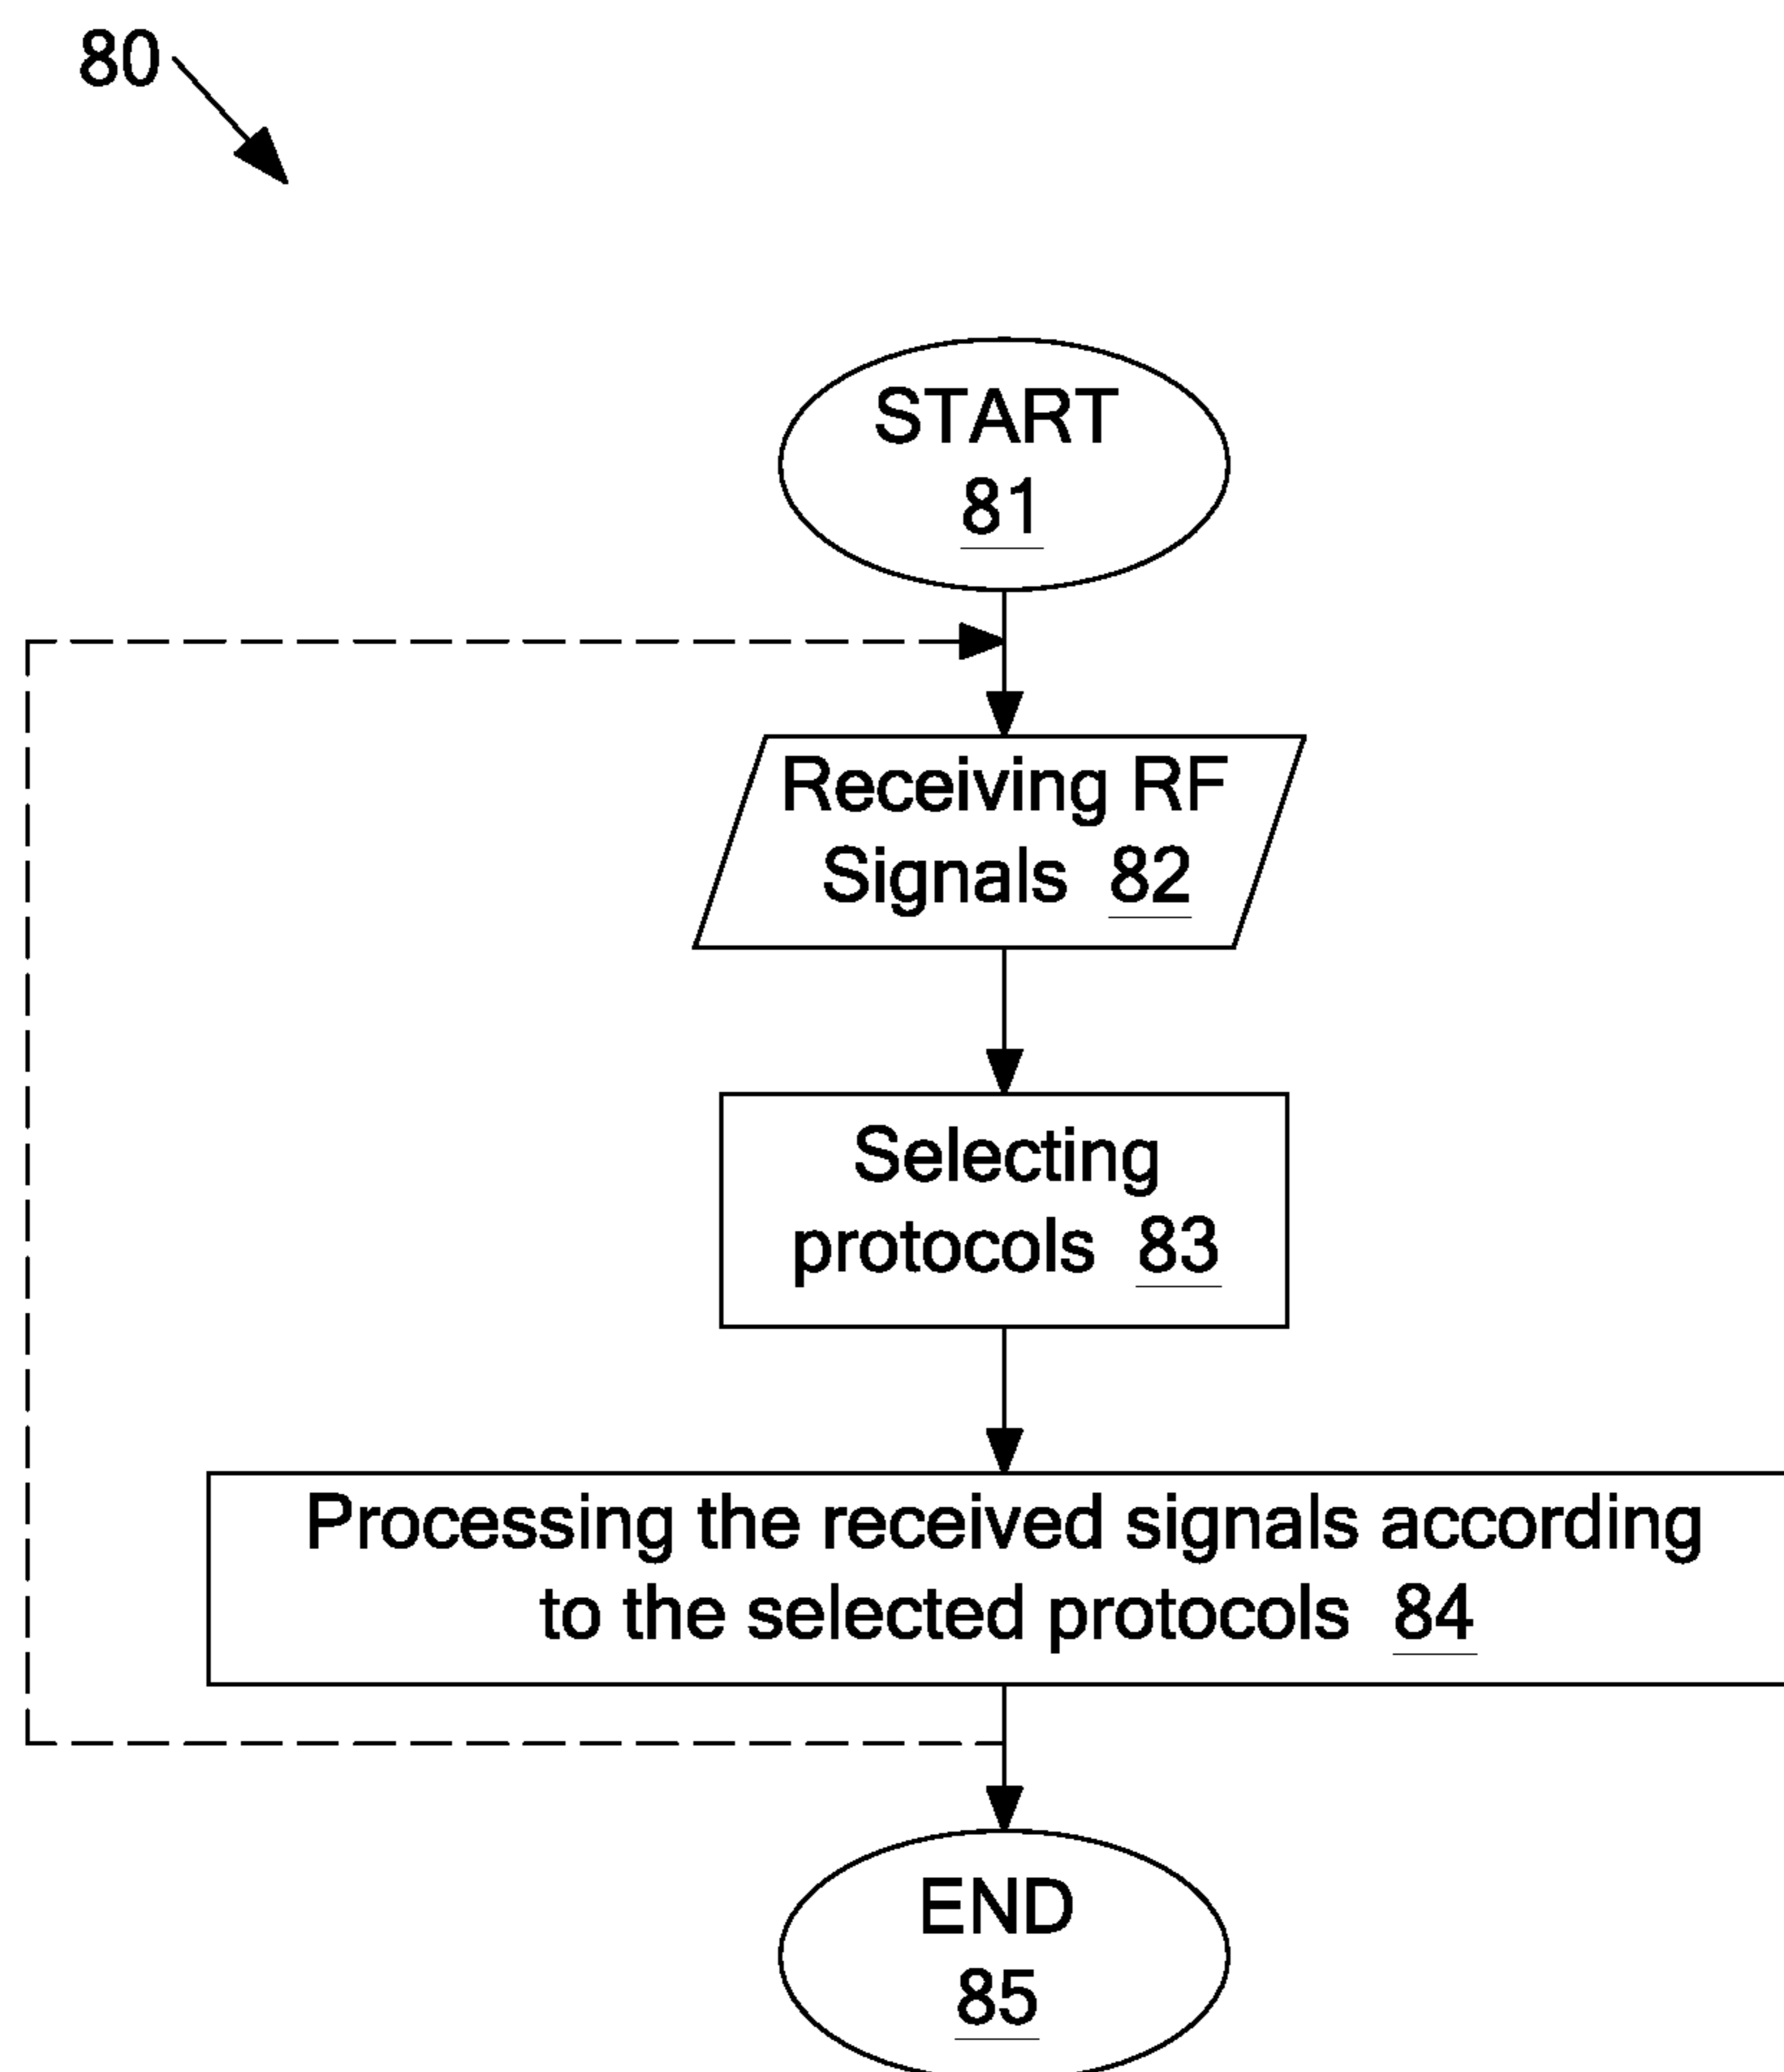 80
START
81
Receiving RF
Signals 82
Selecting
protocols 83
Processing the received signals according
to the selected protocols 84
END
85